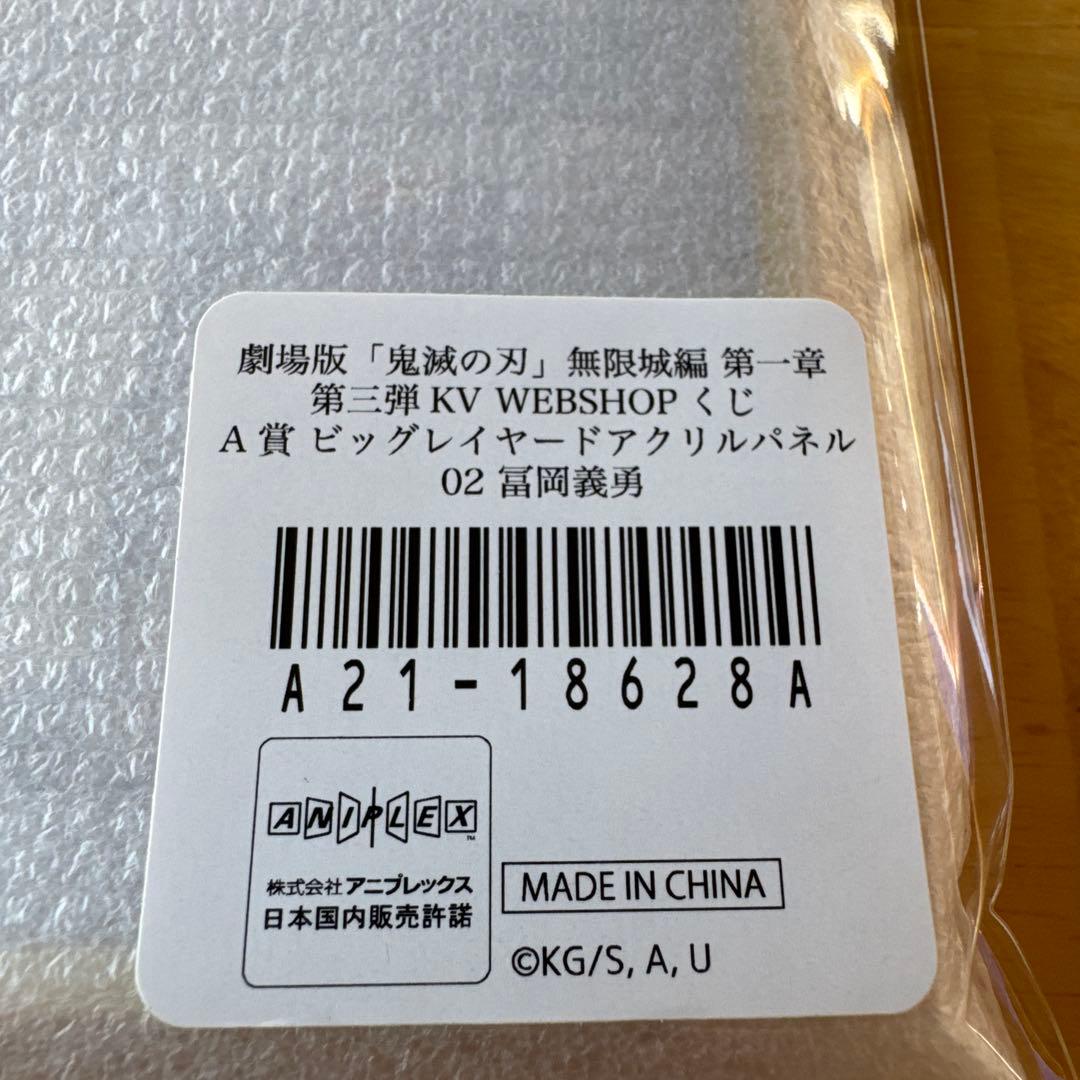 劇場版「鬼滅の刃」無限城編 第一章
第三弾 KV WEBSHOP くじ
A 賞 ビッグレイヤードアクリルパネル
02 冨岡義勇
A21-18628A
ANIPLEX™
株式会社 アニプレックス
日本国内販売許諾
MADE IN CHINA
©KG/S, A, U